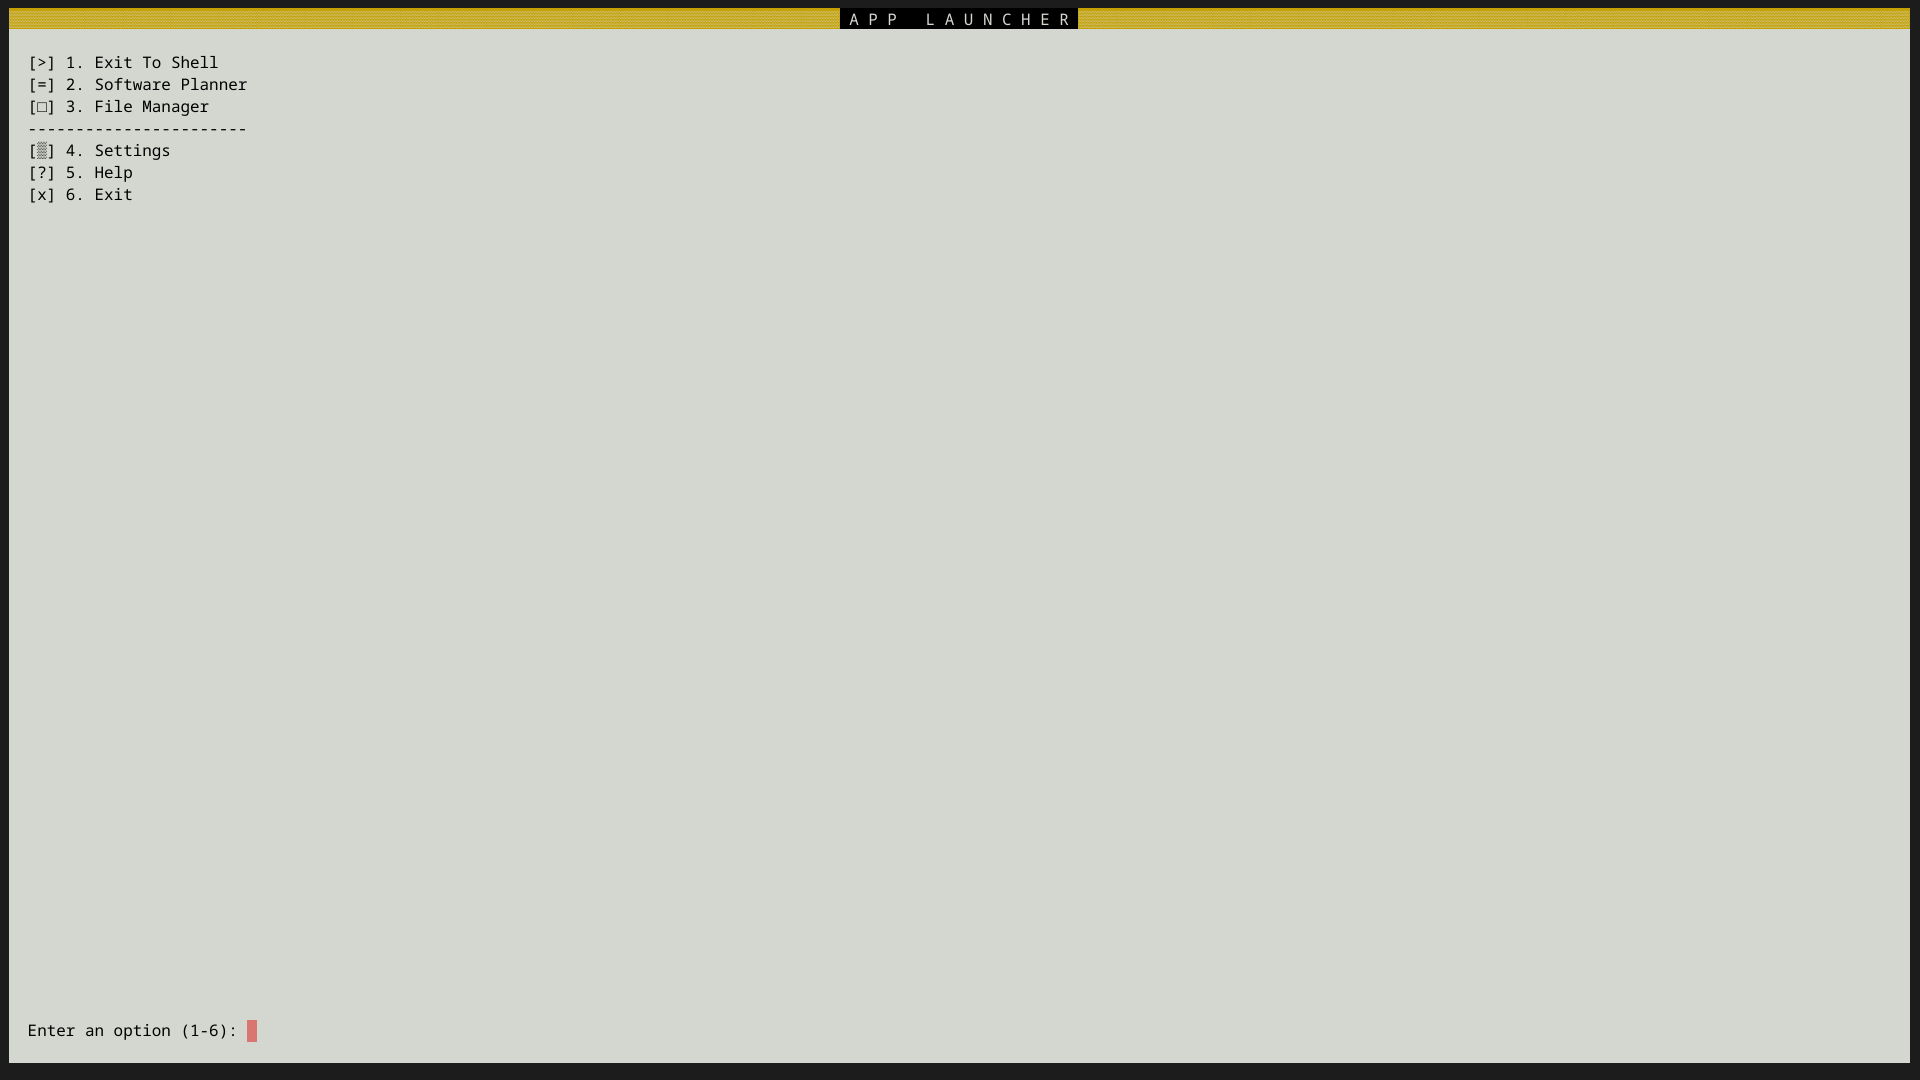 APP LAUNCHER
[>] 1. Exit To Shell
[=] 2. Software Planner
[□] 3. File Manager
-----------------------
[▒] 4. Settings
[?] 5. Help
[x] 6. Exit
Enter an option (1-6):